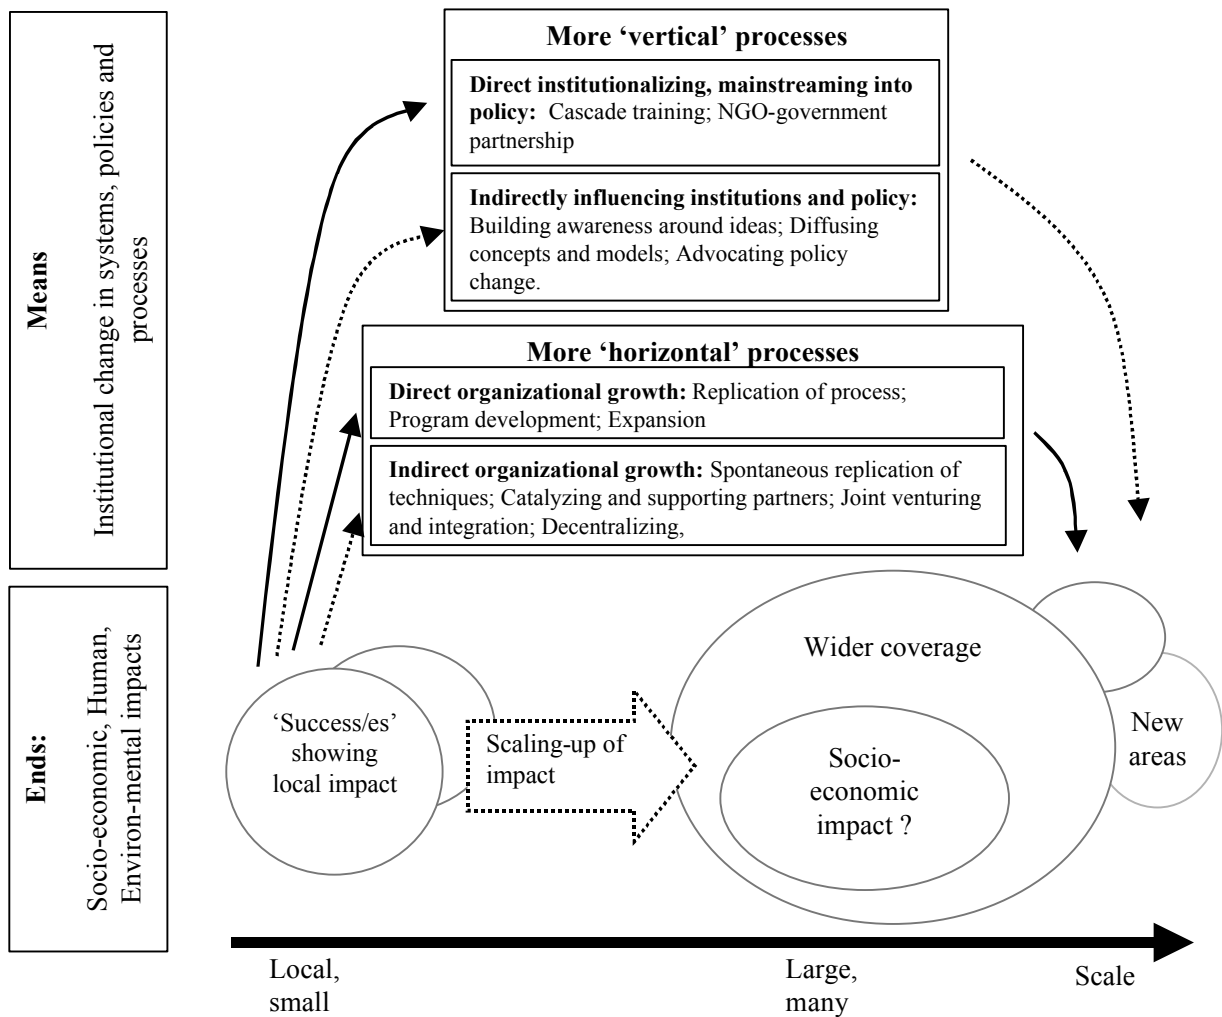 Means
Institutional change in systems, policies and
processes
Ends:
Socio-economic, Human,
Environ-mental impacts
More ‘vertical’ processes
Direct institutionalizing, mainstreaming into
policy: Cascade training; NGO-government
partnership
Indirectly influencing institutions and policy:
Building awareness around ideas; Diffusing
concepts and models; Advocating policy
change.
More ‘horizontal’ processes
Direct organizational growth: Replication of process;
Program development; Expansion
Indirect organizational growth: Spontaneous replication of
techniques; Catalyzing and supporting partners; Joint venturing
and integration; Decentralizing,
‘Success/es’
showing
local impact
Scaling-up of
impact
Wider coverage
Socio-
economic
impact ?
New
areas
Local,
small
Large,
many
Scale